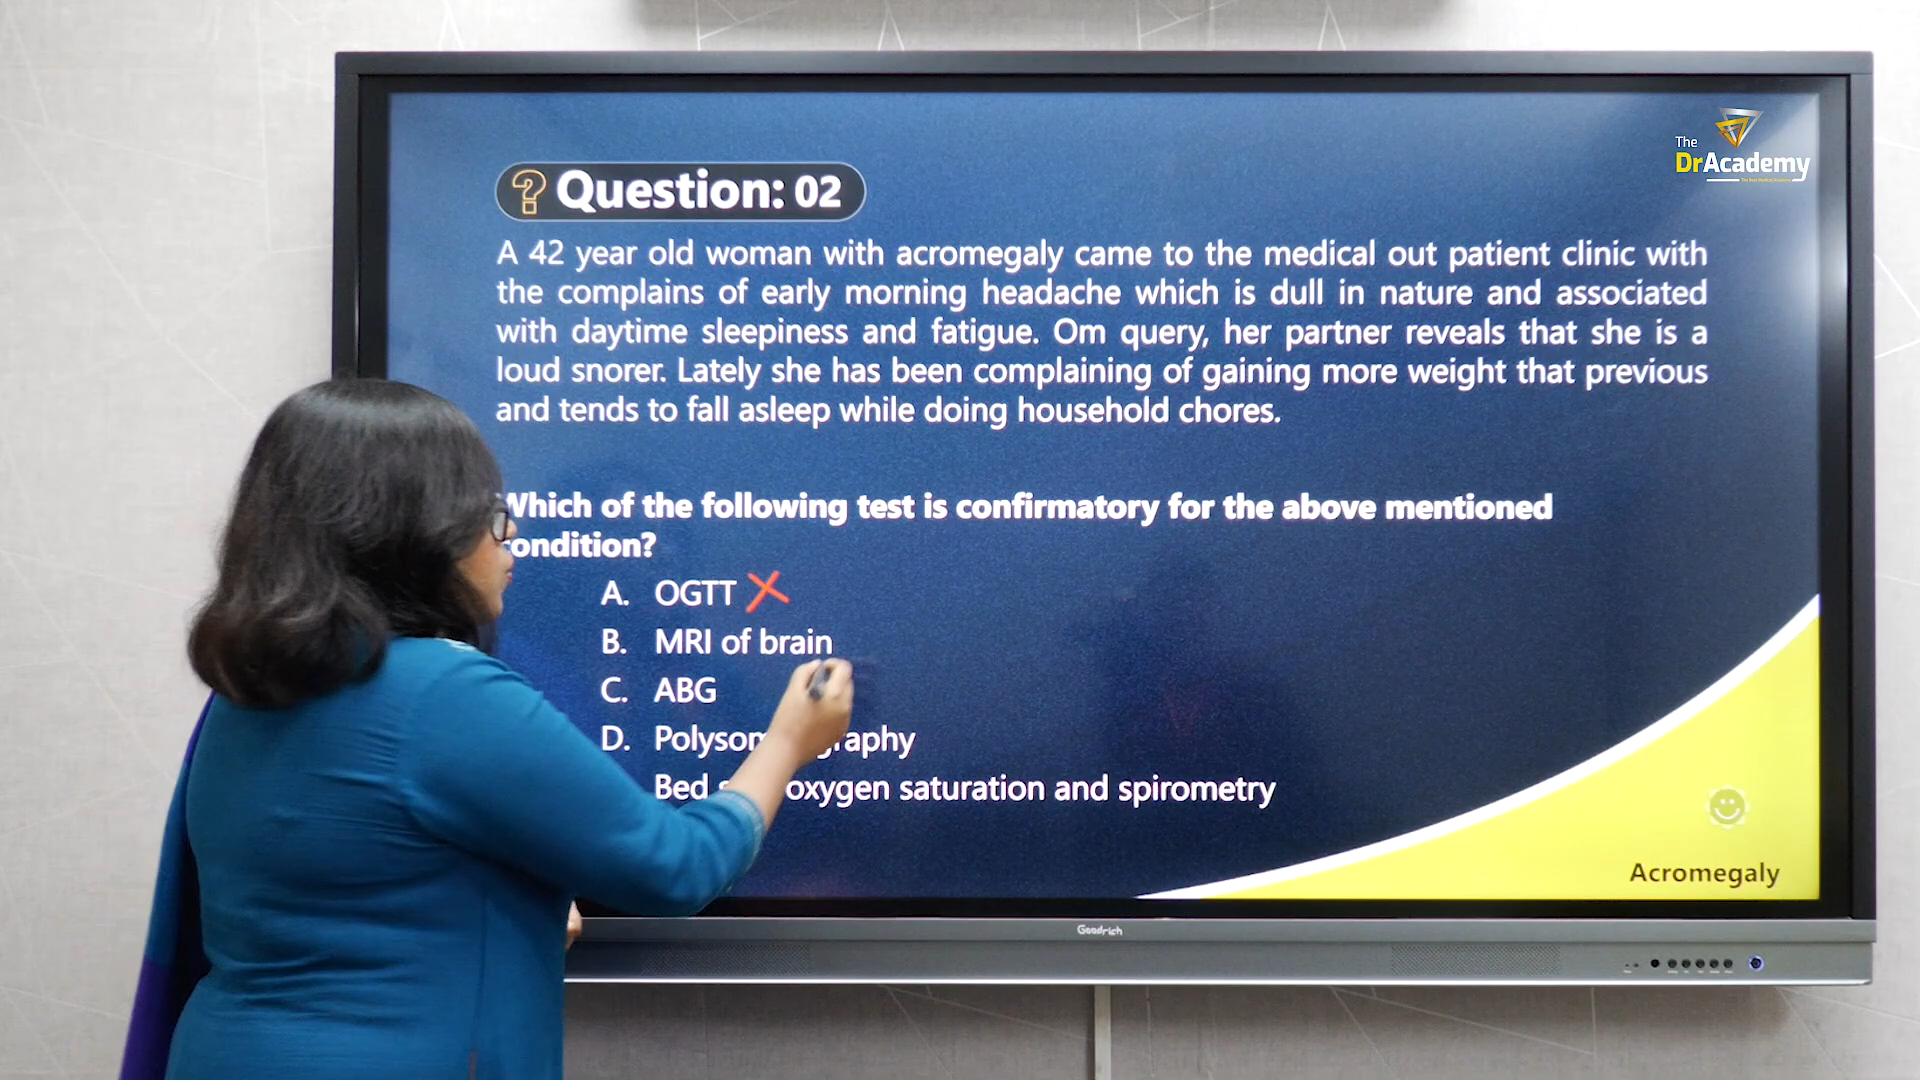 The
DrAcademy
? Question: 02
A 42 year old woman with acromegaly came to the medical out patient clinic with
the complains of early morning headache which is dull in nature and associated
with daytime sleepiness and fatigue. Om query, her partner reveals that she is a
loud snorer. Lately she has been complaining of gaining more weight that previous
and tends to fall asleep while doing household chores.
Which of the following test is confirmatory for the above mentioned
condition?
A. OGTT
B. MRI of brain
C. ABG
D. Polysom raphy
Bed oxygen saturation and spirometry
Acromegaly
Goodrich